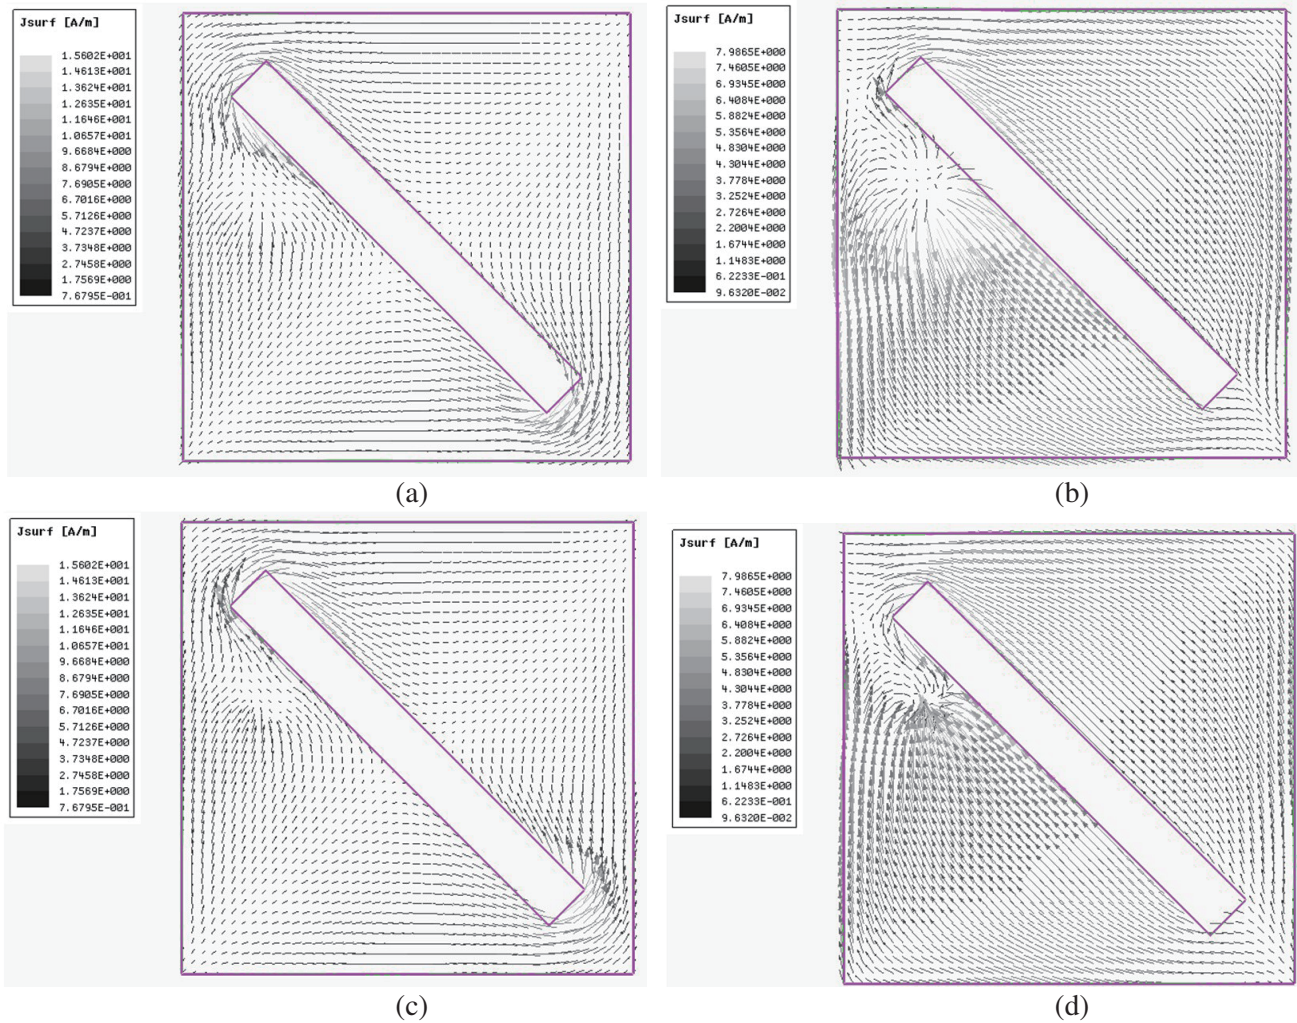 Jsurf [A/m]
1.5602E+001
1.4613E+001
1.3624E+001
1.2635E+001
1.1646E+001
1.0657E+001
9.6684E+000
8.6794E+000
7.6905E+000
6.7016E+000
5.7126E+000
4.7237E+000
3.7348E+000
2.7458E+000
1.7569E+000
7.6795E-001
(a)
Jsurf [A/m]
7.9865E+000
7.4605E+000
6.9345E+000
6.4084E+000
5.8824E+000
5.3564E+000
4.8304E+000
4.3044E+000
3.7784E+000
3.2524E+000
2.7264E+000
2.2004E+000
1.6744E+000
1.1483E+000
6.2233E-001
9.6320E-002
(b)
Jsurf [A/m]
1.5602E+001
1.4613E+001
1.3624E+001
1.2635E+001
1.1646E+001
1.0657E+001
9.6684E+000
8.6794E+000
7.6905E+000
6.7016E+000
5.7126E+000
4.7237E+000
3.7348E+000
2.7458E+000
1.7569E+000
7.6795E-001
(c)
Jsurf [A/m]
7.9865E+000
7.4605E+000
6.9345E+000
6.4084E+000
5.8824E+000
5.3564E+000
4.8304E+000
4.3044E+000
3.7784E+000
3.2524E+000
2.7264E+000
2.2004E+000
1.6744E+000
1.1483E+000
6.2233E-001
9.6320E-002
(d)